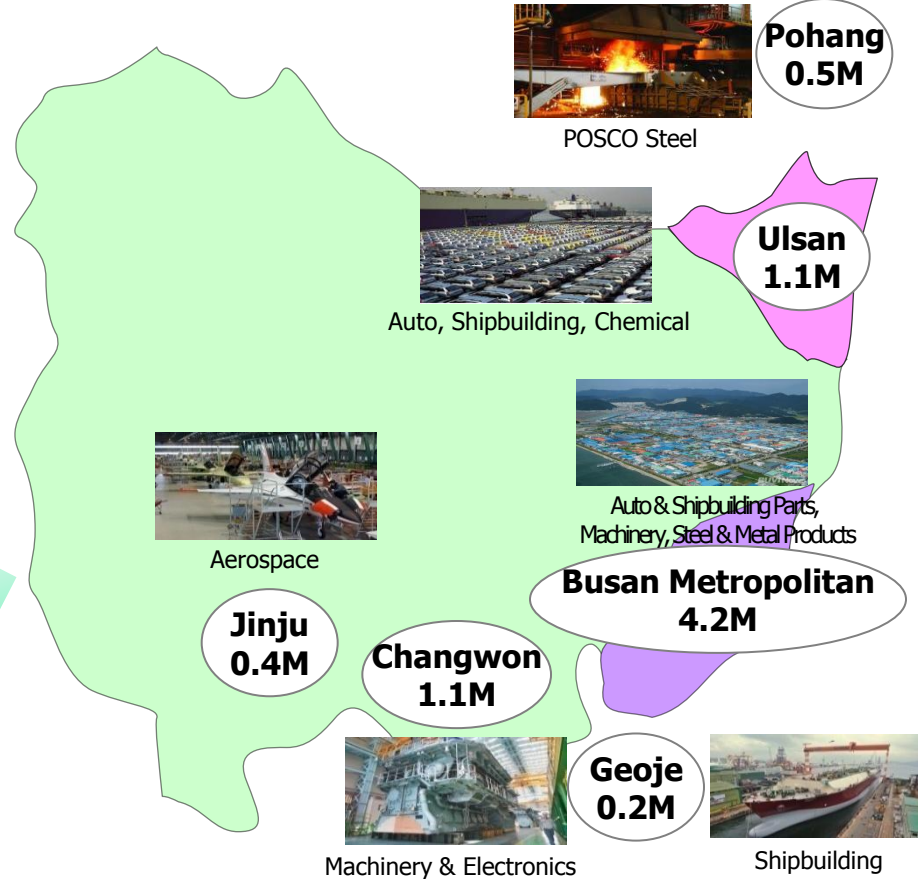 Pohang
0.5M
POSCO Steel
Ulsan
1.1M
Auto, Shipbuilding, Chemical
Auto & Shipbuilding Parts,
Machinery, Steel & Metal Products
Aerospace
Busan Metropolitan
4.2M
Jinju
0.4M
Changwon
1.1M
Geoje
0.2M
Machinery & Electronics
Shipbuilding